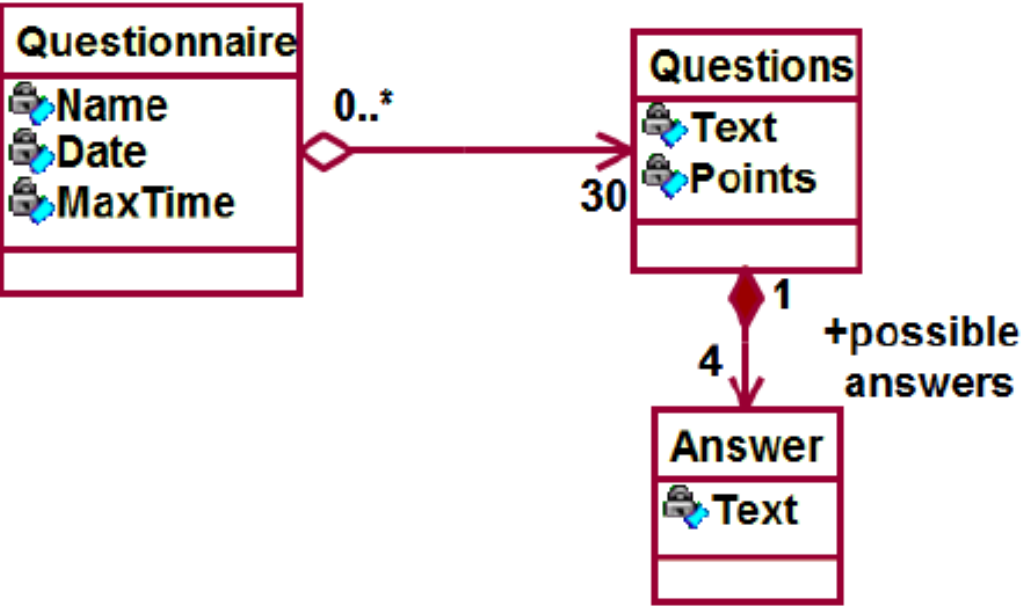 Questionnaire
Name
Date
MaxTime
0..*
30
Questions
Text
Points
1
4
+possible
answers
Answer
Text